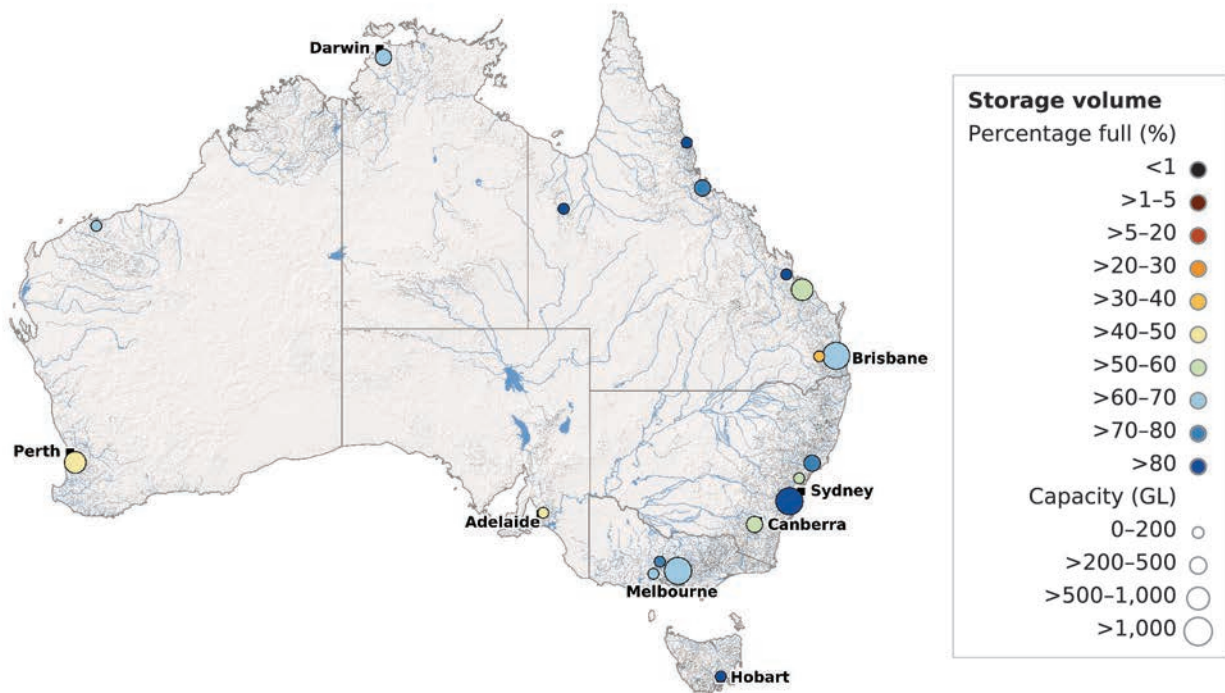 Darwin
Brisbane
Perth
Sydney
Adelaide
Canberra
Melbourne
Hobart
Storage volume
Percentage full (%)
<1
>1–5
>5–20
>20–30
>30–40
>40–50
>50–60
>60–70
>70–80
>80
Capacity (GL)
0–200
>200–500
>500–1,000
>1,000